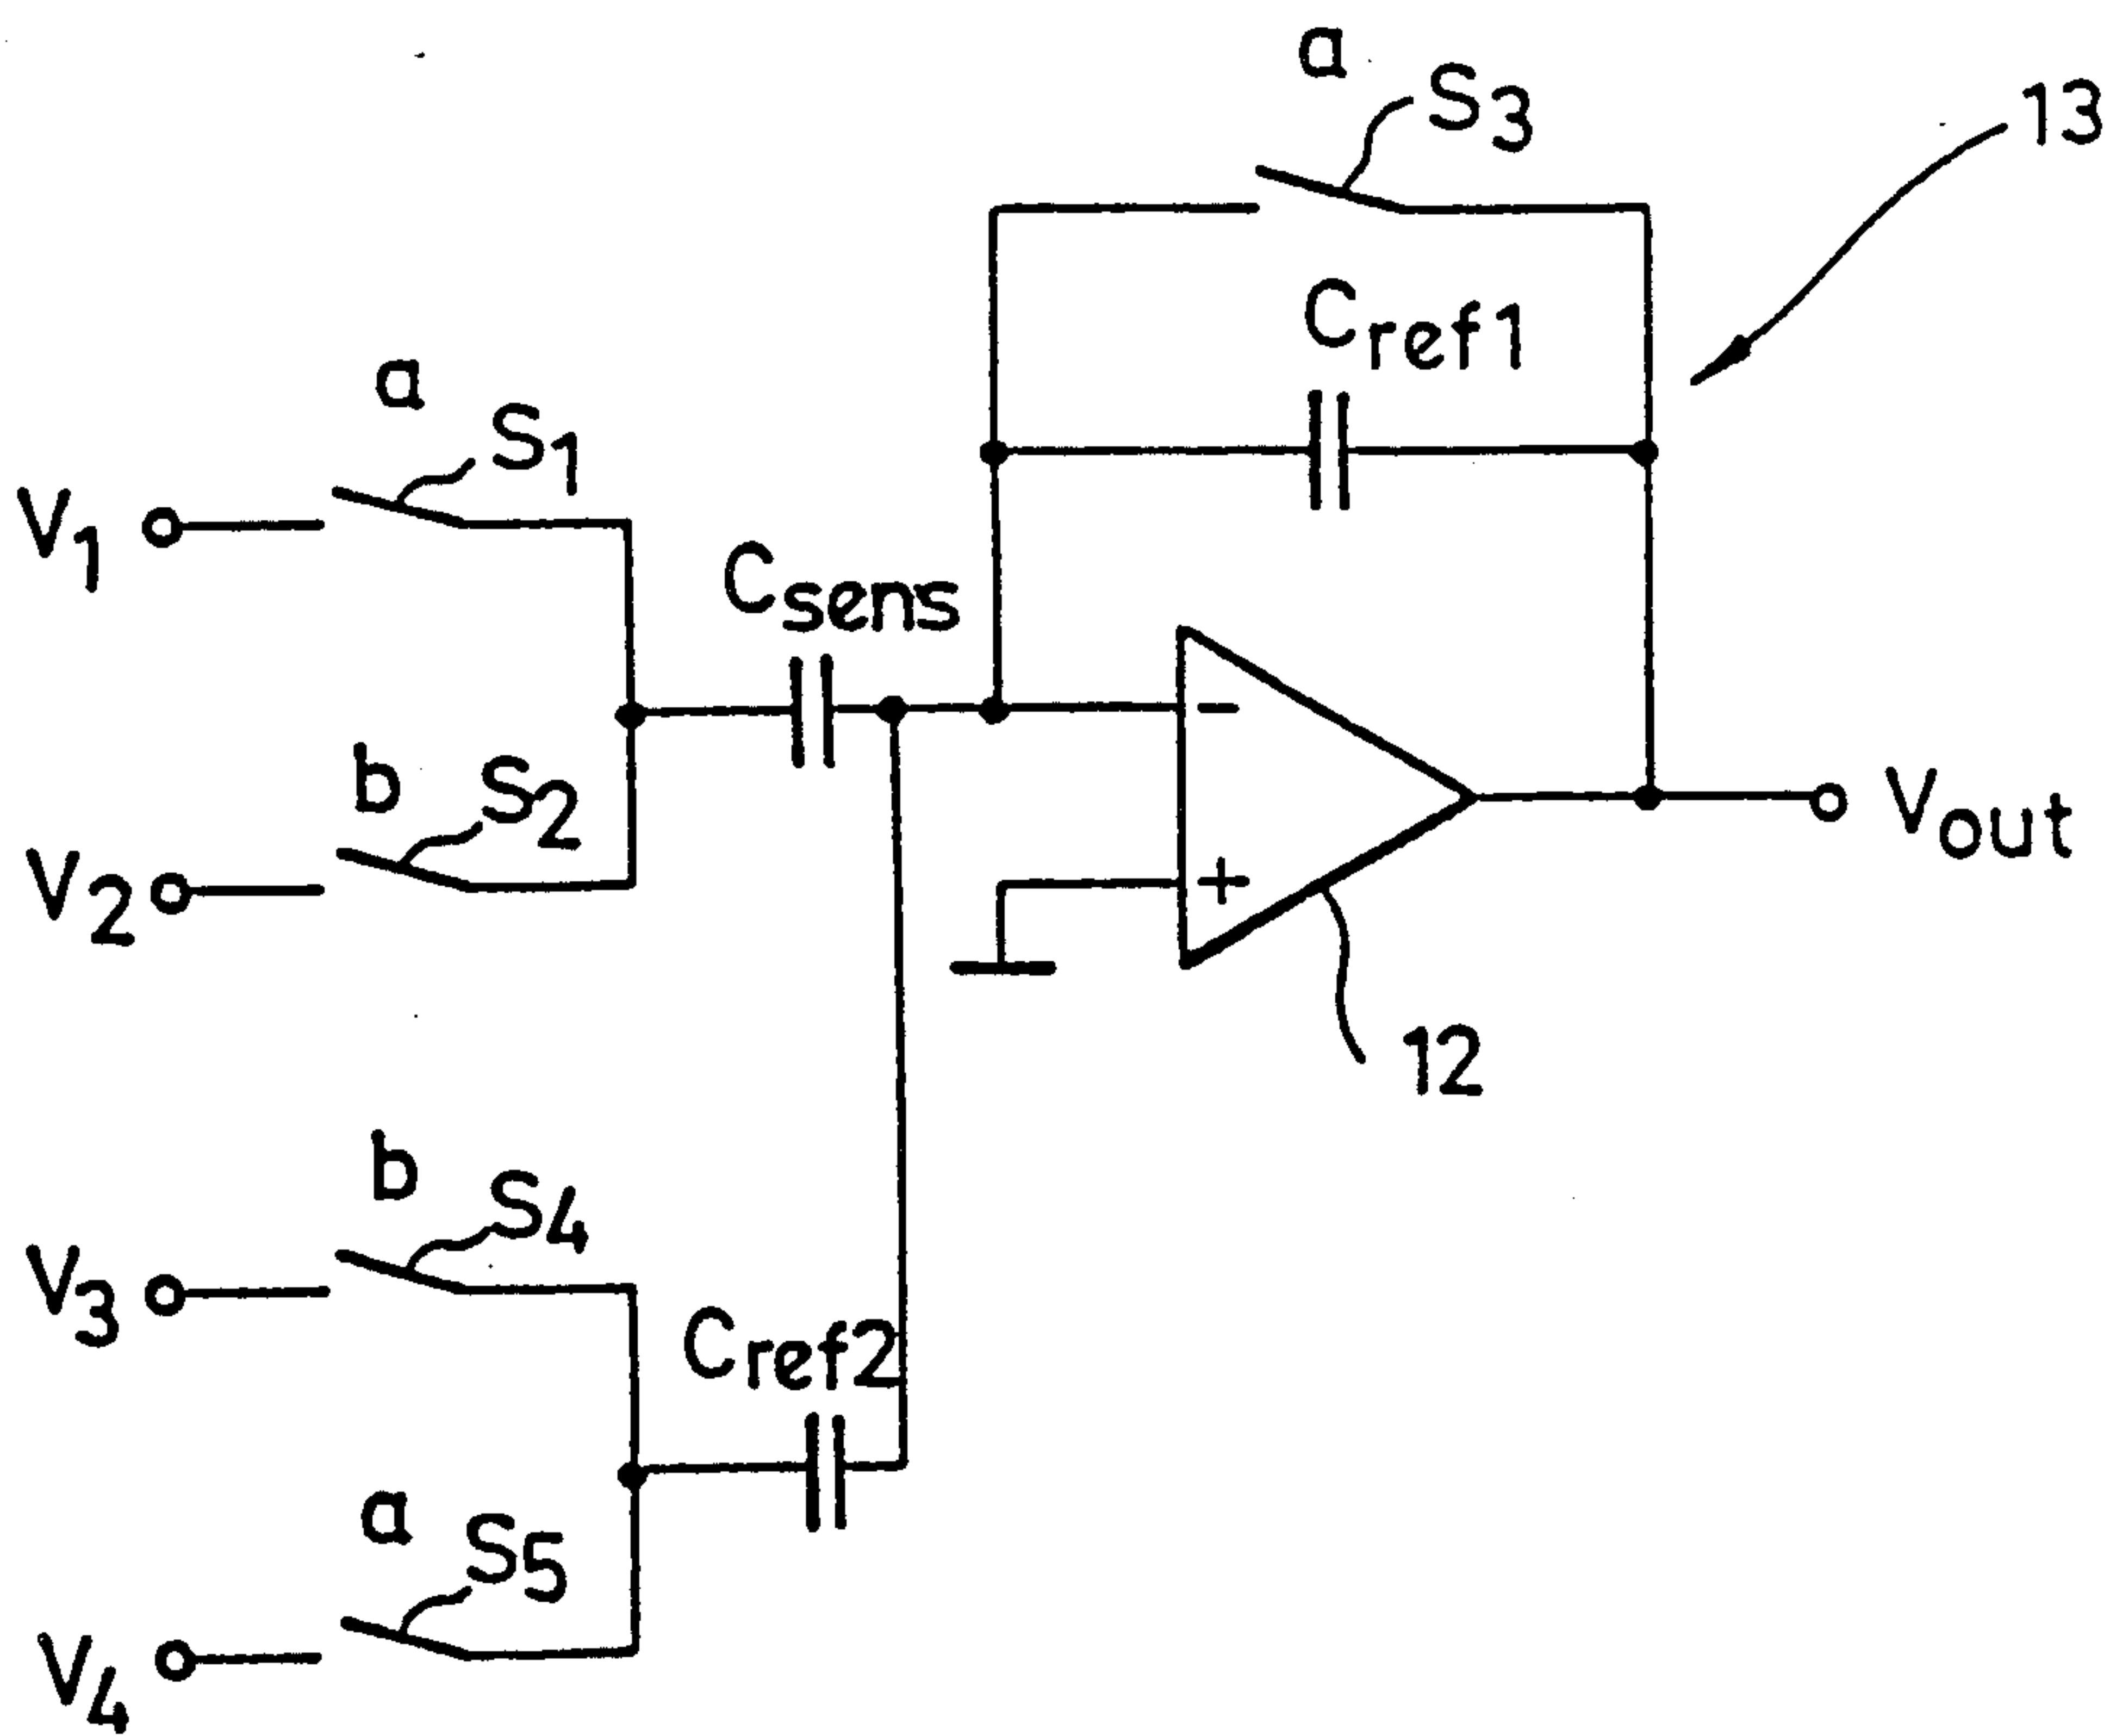 a
S3
13
Cref1
a
S1
V1
Csens
b
S2
V2
-
+
Vout
12
b
S4
V3
Cref2
a
S5
V4